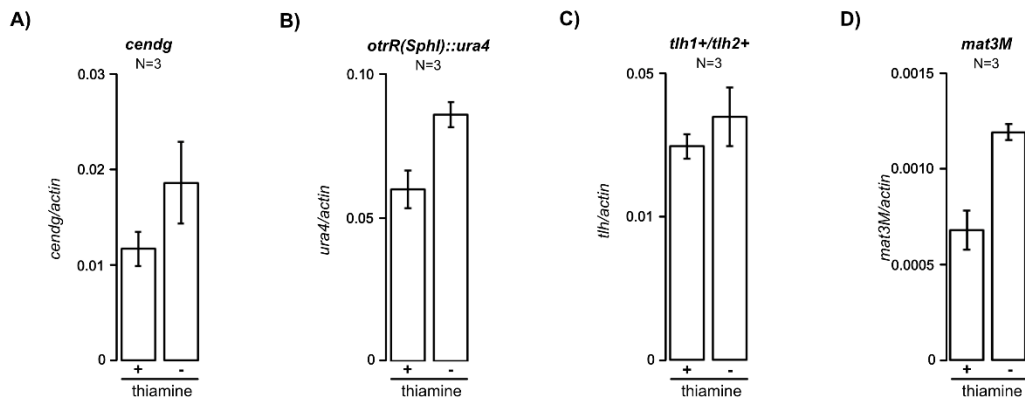 A)
cendg
N=3
0.03
0.02
0.01
0
cendg/actin
+ -
thiamine
B)
otrR(SphI)::ura4
N=3
0.10
0.05
0
ura4/actin
+ -
thiamine
C)
tlh1+/tlh2+
N=3
0.05
0.01
0
tlh/actin
+ -
thiamine
D)
mat3M
N=3
0.0015
0.0010
0.0005
0
mat3M/actin
+ -
thiamine